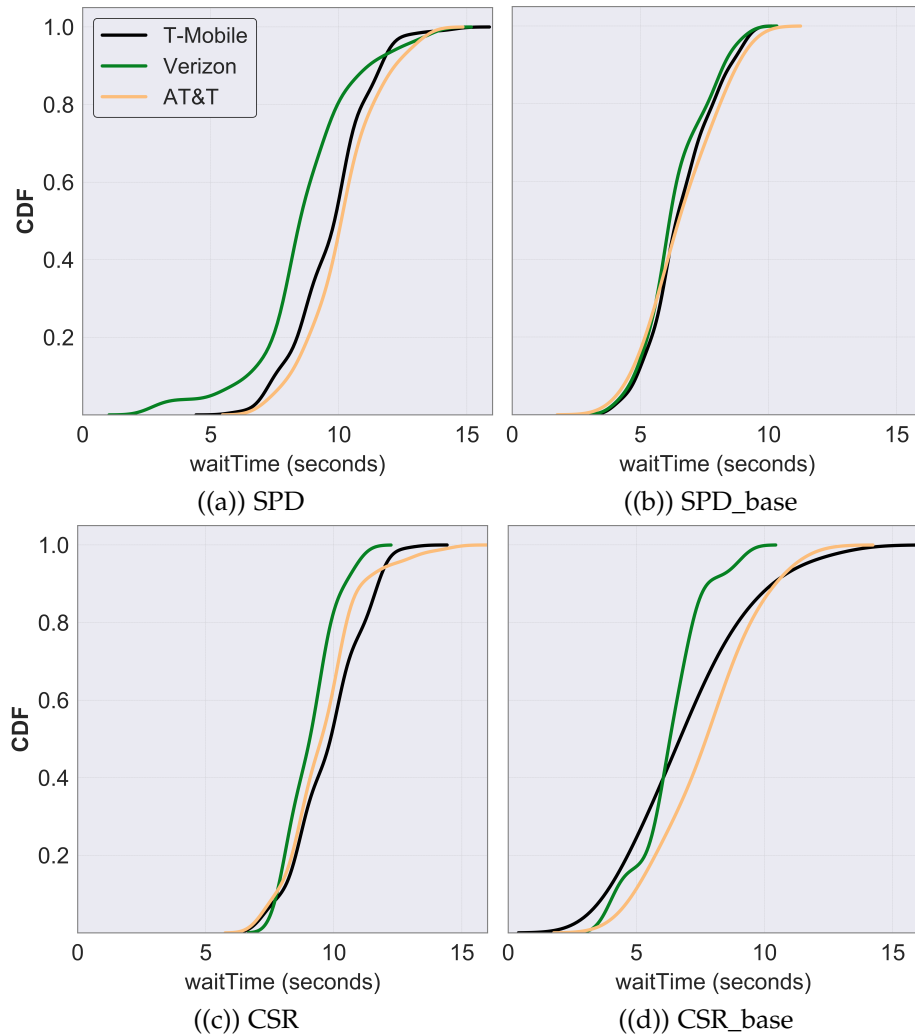 1.0
0.8
0.6
0.4
0.2
CDF
T-Mobile
Verizon
AT&T
0 5 10 15
waitTime (seconds)
((a)) SPD
0 5 10 15
waitTime (seconds)
((b)) SPD_base
1.0
0.8
0.6
0.4
0.2
CDF
0 5 10 15
waitTime (seconds)
((c)) CSR
0 5 10 15
waitTime (seconds)
((d)) CSR_base